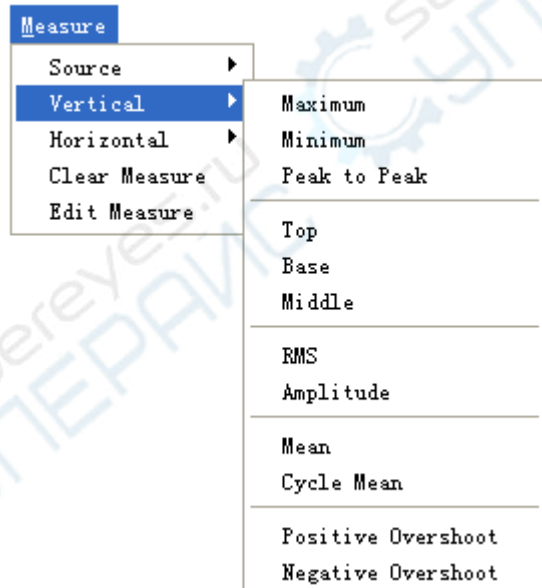 Measure
Source
Vertical
Horizontal
Clear Measure
Edit Measure
Maximum
Minimum
Peak to Peak
Top
Base
Middle
RMS
Amplitude
Mean
Cycle Mean
Positive Overshoot
Negative Overshoot